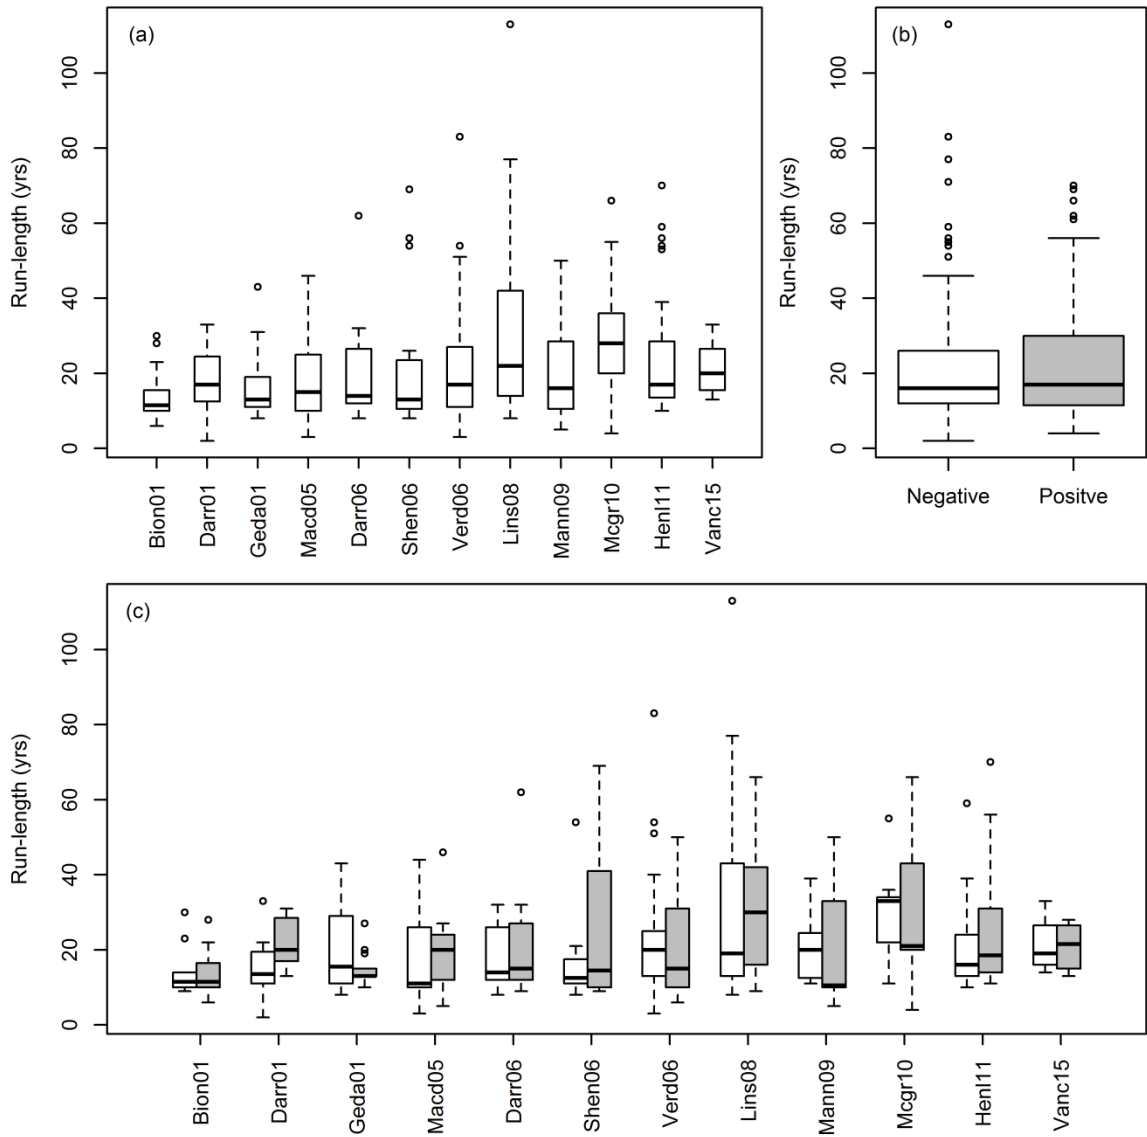 (a)
Run-length (yrs)
100
80
60
40
20
0
Bion01
Darr01
Geda01
Macd05
Darr06
Shen06
Verd06
Lins08
Mann09
Mcgr10
Henl11
Vanc15
(b)
Run-length (yrs)
100
80
60
40
20
0
Negative
Positve
(c)
Run-length (yrs)
100
80
60
40
20
0
Bion01
Darr01
Geda01
Macd05
Darr06
Shen06
Verd06
Lins08
Mann09
Mcgr10
Henl11
Vanc15